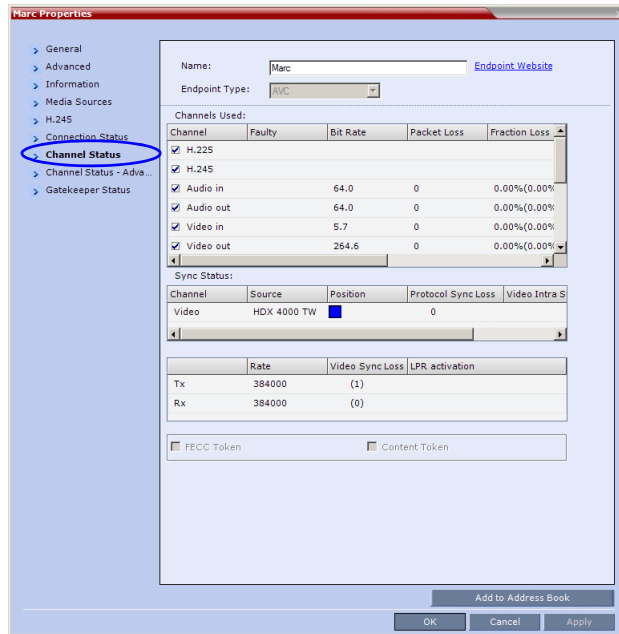 Marc Properties
General
Advanced
Information
Media Sources
H.245
Connection Status
Channel Status
Channel Status - Adva...
Gatekeeper Status
Name: Marc Endpoint Website
Endpoint Type: AVC
Channels Used:
Channel Faulty Bit Rate Packet Loss Fraction Loss
H.225
H.245
Audio in 64.0 0 0.00%(0.00%
Audio out 64.0 0 0.00%(0.00%
Video in 5.7 0 0.00%(0.00%
Video out 264.6 0 0.00%(0.00%
Sync Status:
Channel Source Position Protocol Sync Loss Video Intra S
Video HDX 4000 TW 0
Rate Video Sync Loss LPR activation
Tx 384000 (1)
Rx 384000 (0)
FECC Token Content Token
Add to Address Book
OK Cancel Apply